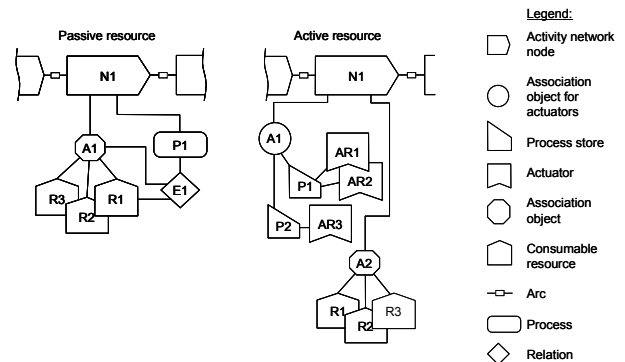 Passive resource
N1
A1
P1
R3
R2
R1
E1
Active resource
N1
A1
AR1
P1
AR2
P2
AR3
A2
R1
R2
R3
Legend:
Activity network
node
Association
object for
actuators
Process store
Actuator
Association
object
Consumable
resource
Arc
Process
Relation